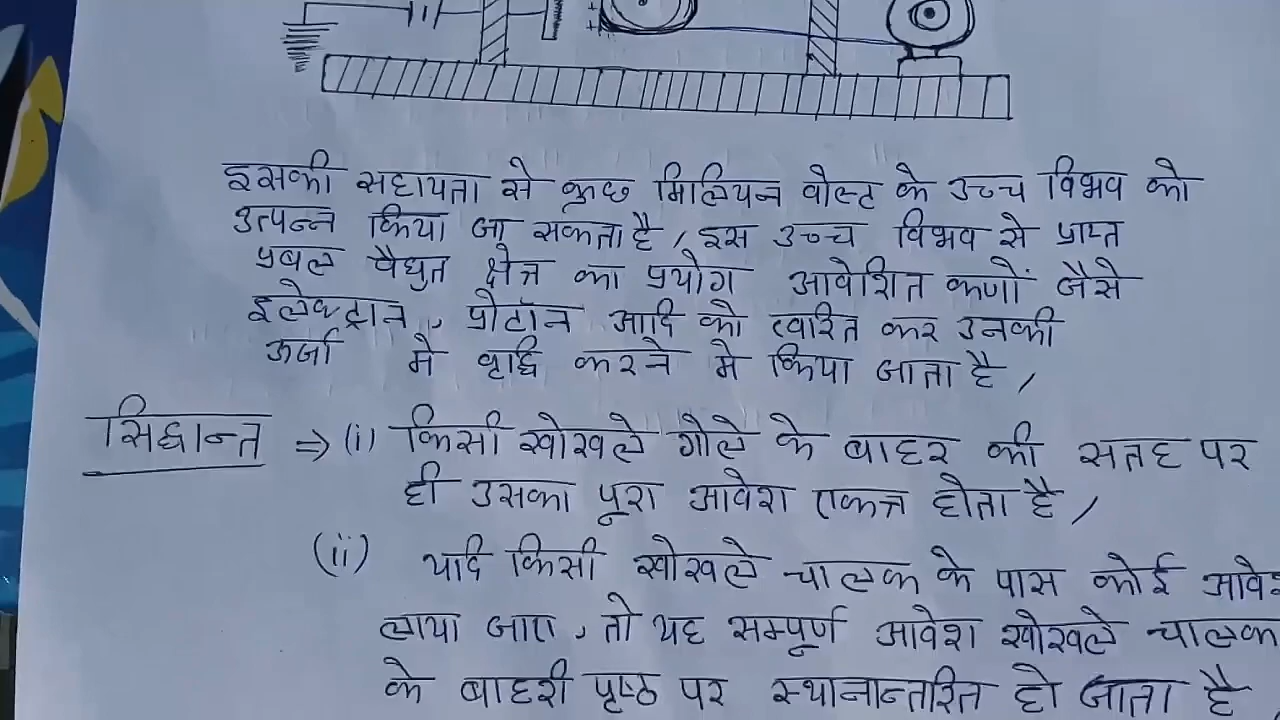 इसकी सहायता से कुछ मिलियन वोल्ट के उच्च विभव को
उत्पन्न किया जा सकता है, इस उच्च विभव से प्राप्त
प्रबल वैधुत क्षेत्र का प्रयोग आवेशित कणों जैसे
इलेक्ट्रान, प्रोटॉन आदि को त्वरित कर उनकी
ऊर्जा में वृद्धि करने मे किया जाता है,
सिद्धान्त ⇒ (i) किसी खोखले गोले के बाहर की सतह पर
ही उसका पूरा आवेश एकत्र होता है,
(ii) यदि किसी खोखले चालक के पास कोई
लाया जाए, तो यह सम्पूर्ण आवेश खोखले चालक
के बाहरी पृष्ठ पर स्थानान्तरित हो जाता है